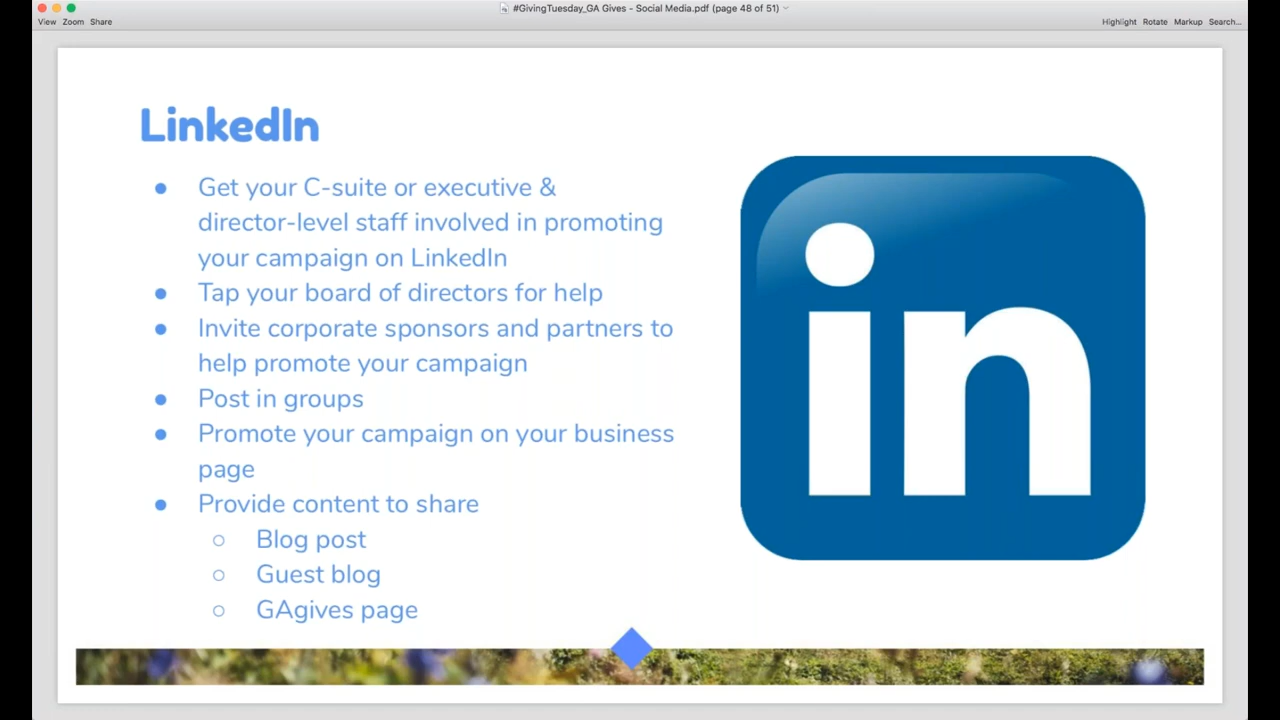 #GivingTuesday_GA Gives - Social Media.pdf (page 48 of 51)
View Zoom Share
Highlight Rotate Markup Search...
LinkedIn
● Get your C-suite or executive &
director-level staff involved in promoting
your campaign on LinkedIn
● Tap your board of directors for help
● Invite corporate sponsors and partners to
help promote your campaign
● Post in groups
● Promote your campaign on your business
page
● Provide content to share
○ Blog post
○ Guest blog
○ GAgives page
in